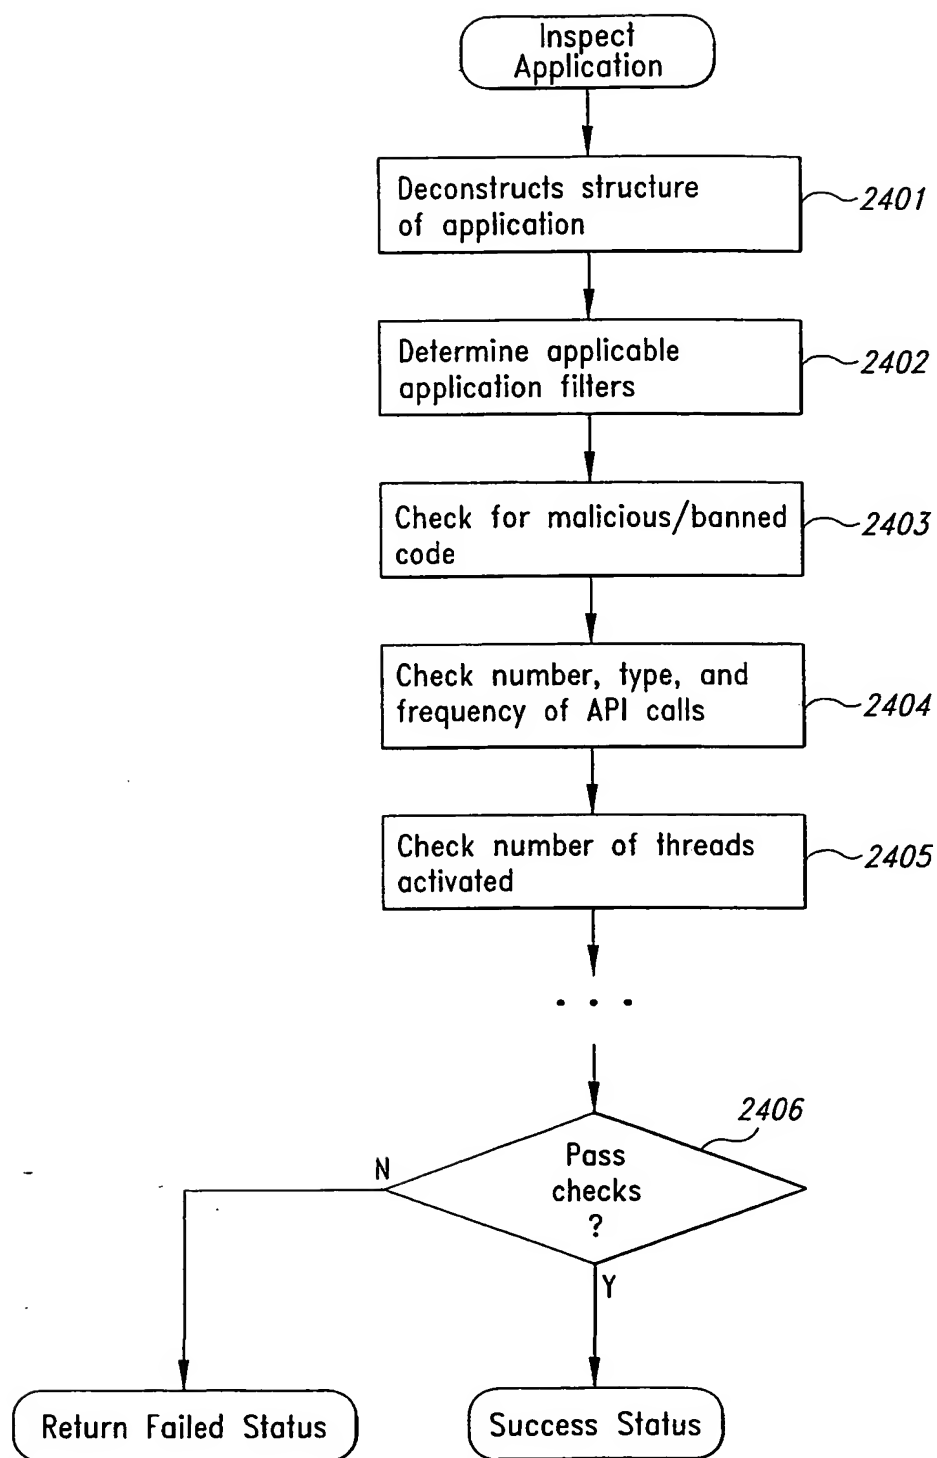 Inspect
Application
Deconstructs structure
of application
2401
Determine applicable
application filters
2402
Check for malicious/banned
code
2403
Check number, type, and
frequency of API calls
2404
Check number of threads
activated
2405
. . .
2406
Pass
checks
?
N
Y
Return Failed Status
Success Status